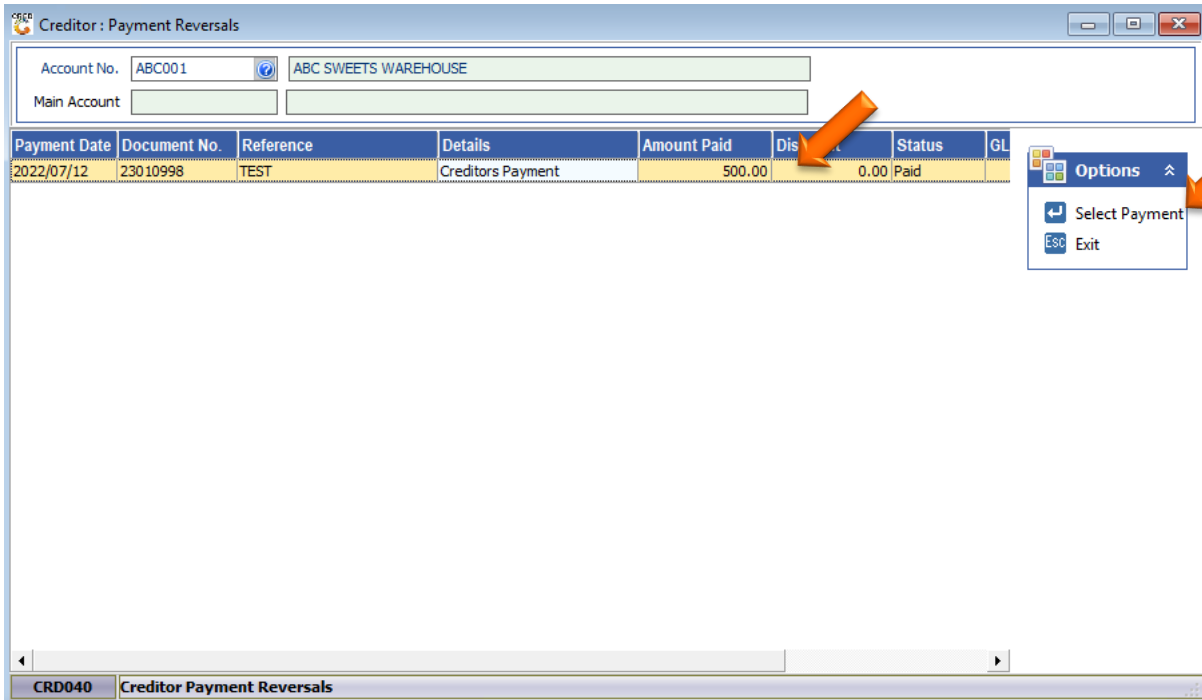 CRED Creditor : Payment Reversals
Account No. ABC001 ABC SWEETS WAREHOUSE
Main Account
Payment Date Document No. Reference Details Amount Paid Status GL
2022/07/12 23010998 TEST Creditors Payment 500.00 0.00 Paid
Options
Select Payment
Esc Exit
CRD040 Creditor Payment Reversals